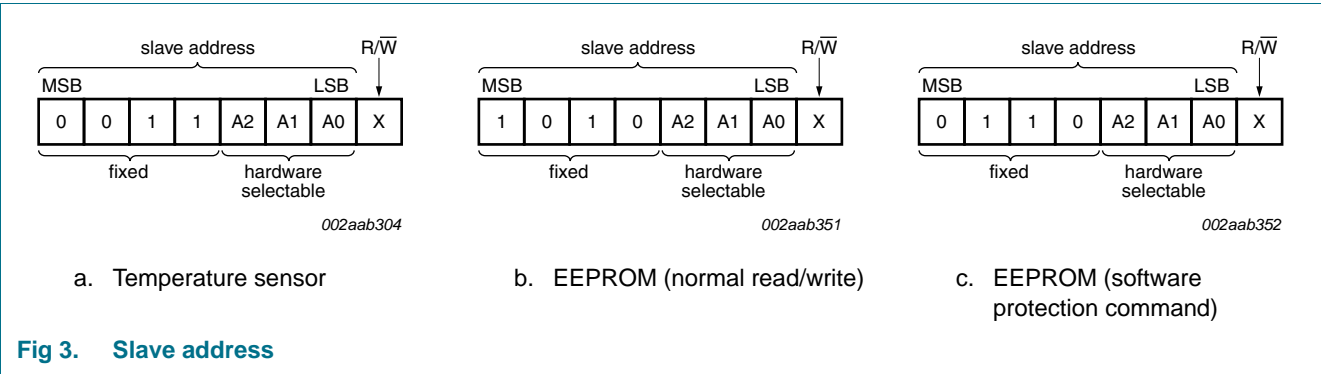 slave address R/W̅
MSB LSB
0 0 1 1 A2 A1 A0 X
fixed hardware
selectable
002aab304
a. Temperature sensor
slave address R/W̅
MSB LSB
1 0 1 0 A2 A1 A0 X
fixed hardware
selectable
002aab351
b. EEPROM (normal read/write)
slave address R/W̅
MSB LSB
0 1 1 0 A2 A1 A0 X
fixed hardware
selectable
002aab352
c. EEPROM (software
protection command)
Fig 3. Slave address